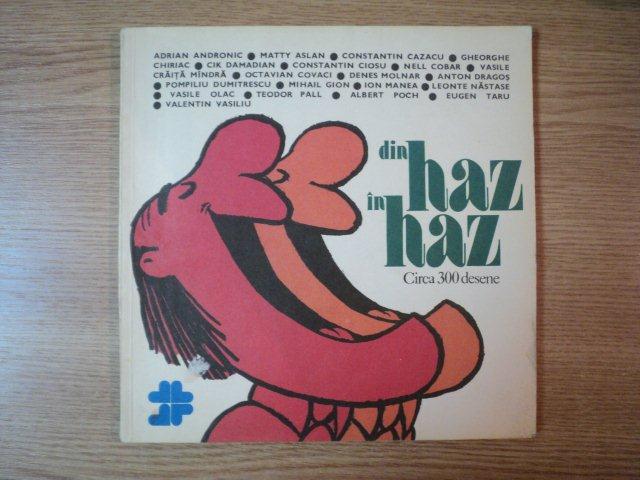 ADRIAN ANDRONIC ● MATTY ASLAN ● CONSTANTIN CAZACU ● GHEORGHE
CHIRIAC ● CIK DAMADIAN ● CONSTANTIN CIOSU ● NELL COBAR ● VASILE
CRĂIȚĂ MÎNDRĂ ● OCTAVIAN COVACI ● DENES MOLNAR ● ANTON DRAGOȘ
● POMPILIU DUMITRESCU ● MIHAIL GION ● ION MANEA ● LEONTE NĂSTASE
● VASILE OLAC ● TEODOR PALL ● ALBERT POCH ● EUGEN TARU
● VALENTIN VASILIU
din haz
în haz
Circa 300 desene